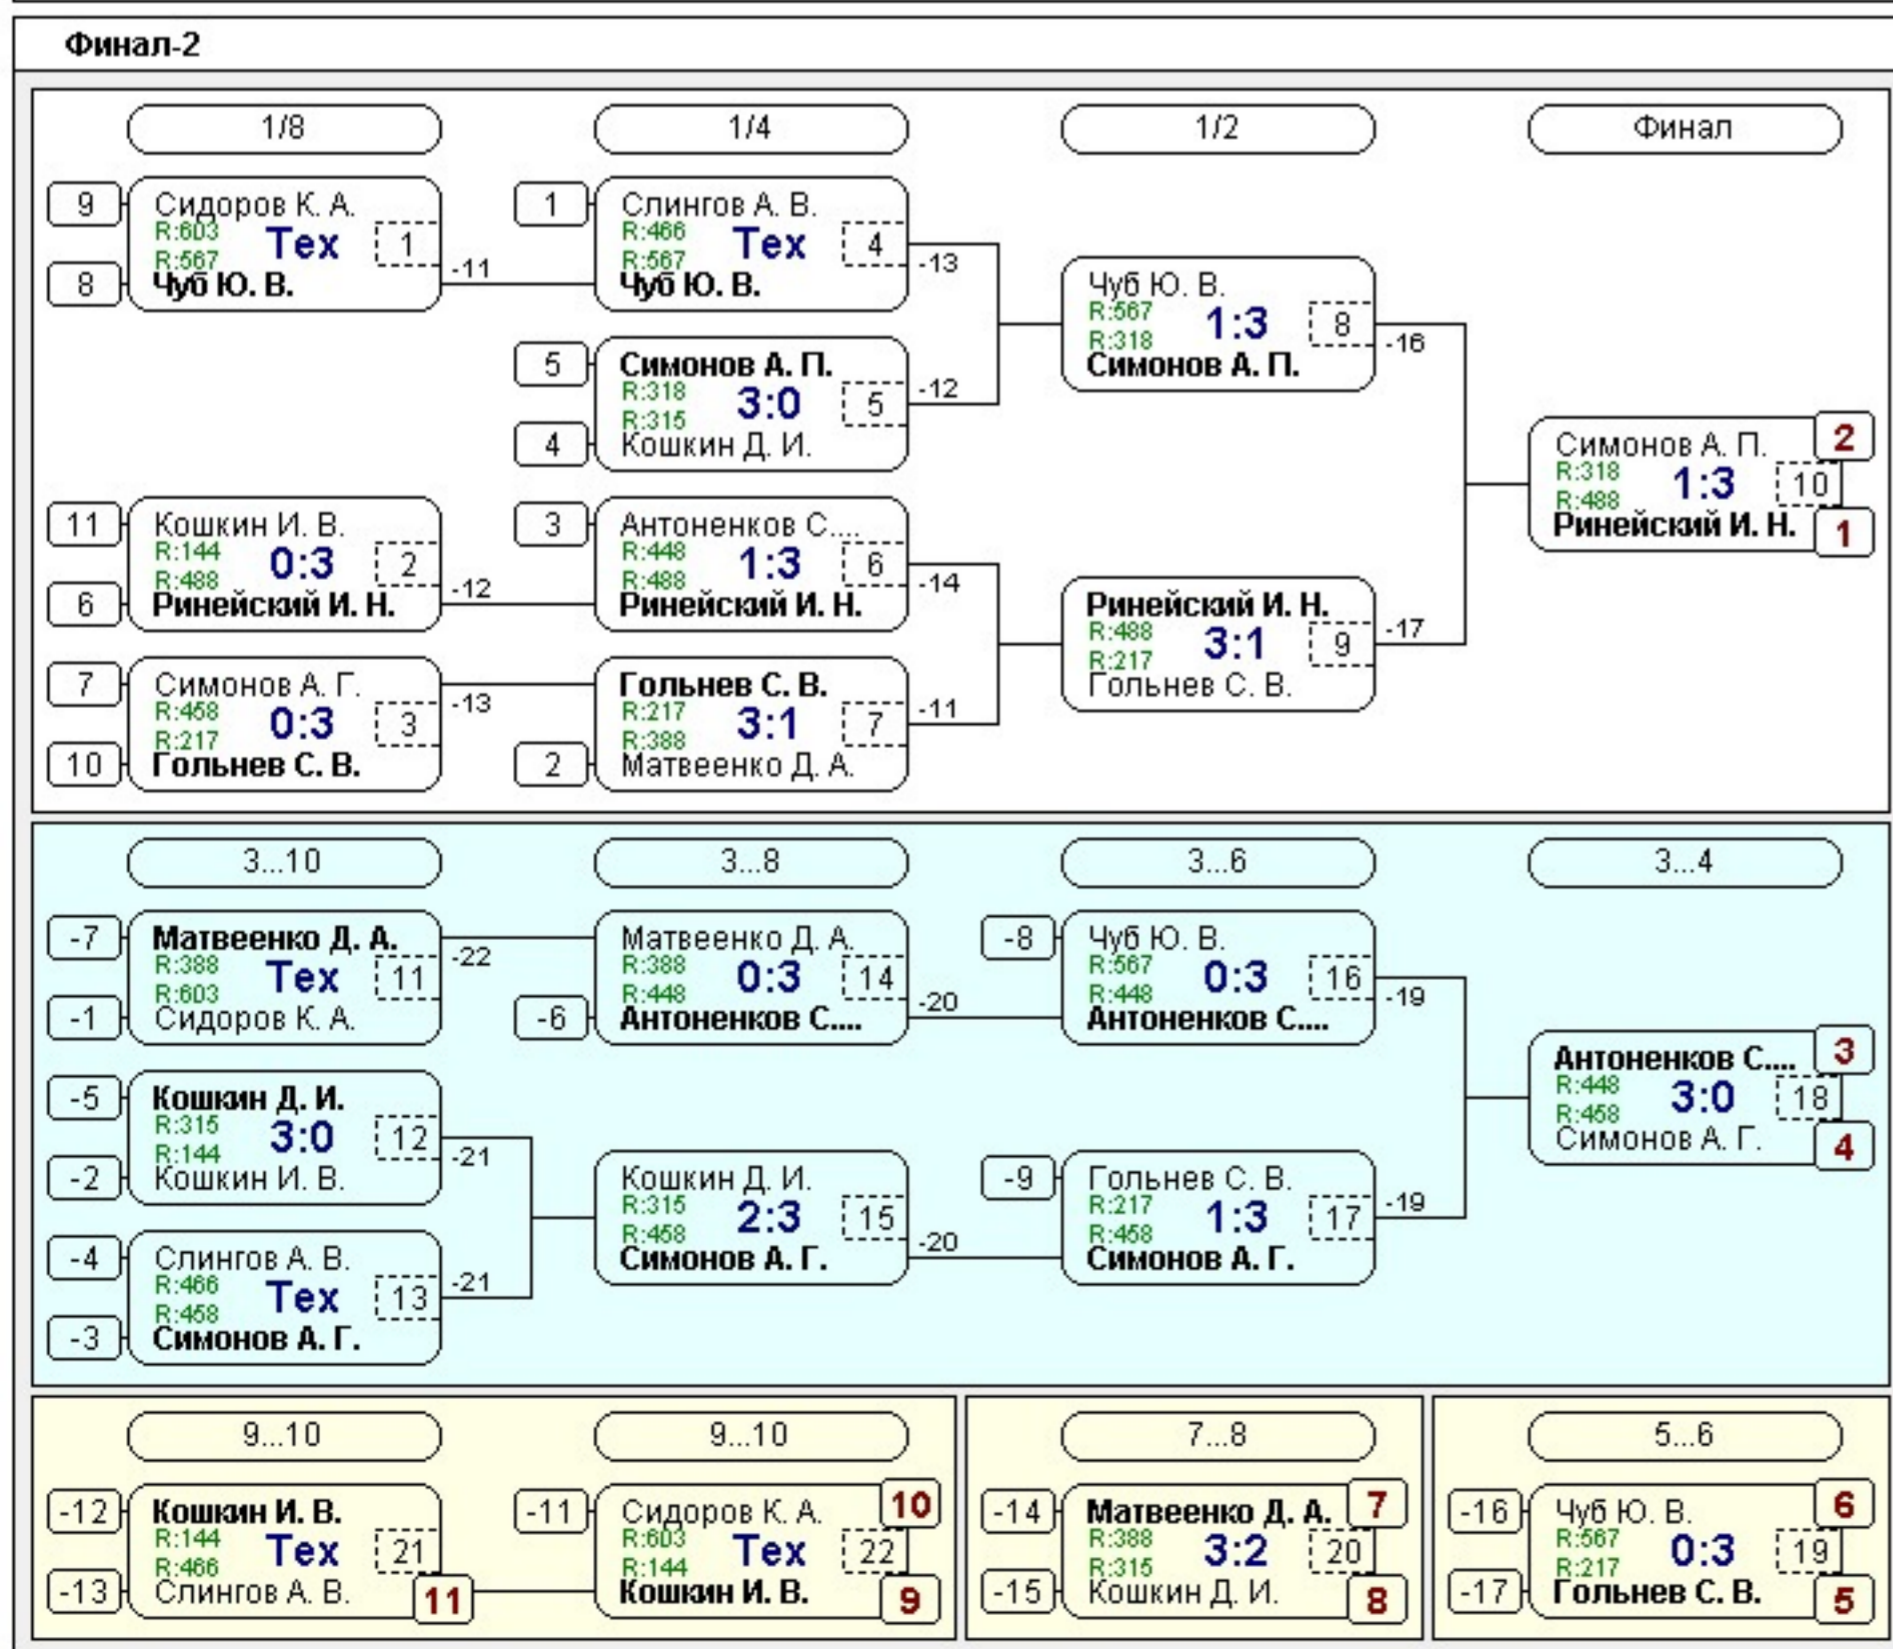 Финал-2
1/8 1/4 1/2 Финал
9 Сидоров К. А.
R:603 Тех 1
R:567
8 Чуб Ю. В.
-11
1 Слингов А. В.
R:466 Тех 4
R:567
Чуб Ю. В.
-13
5 Симонов А. П.
R:318 3:0 5
R:315
4 Кошкин Д. И.
-12
Чуб Ю. В.
R:567 1:3 8
R:318
Симонов А. П.
-16
11 Кошкин И. В.
R:144 0:3 2
R:488
6 Ринейский И. Н.
-12
3 Антоненков С....
R:448 1:3 6
R:488
Ринейский И. Н.
-14
7 Симонов А. Г.
R:458 0:3 3
R:217
10 Гольнев С. В.
-13
Гольнев С. В.
R:217 3:1 7
R:388
2 Матвеенко Д. А.
-11
Ринейский И. Н.
R:488 3:1 9
R:217
Гольнев С. В.
-17
Симонов А. П. 2
R:318 1:3 10
R:488
Ринейский И. Н. 1
3...10 3...8 3...6 3...4
-7 Матвеенко Д. А.
R:388 Тех 11
R:603
-1 Сидоров К. А.
-22
Матвеенко Д. А.
R:388 0:3 14
R:448
-6 Антоненков С....
-20
-8 Чуб Ю. В.
R:567 0:3 16
R:448
Антоненков С....
-19
-5 Кошкин Д. И.
R:315 3:0 12
R:144
-2 Кошкин И. В.
-21
-4 Слингов А. В.
R:466 Тех 13
R:458
-3 Симонов А. Г.
-21
Кошкин Д. И.
R:315 2:3 15
R:458
Симонов А. Г.
-20
-9 Гольнев С. В.
R:217 1:3 17
R:458
Симонов А. Г.
-19
Антоненков С.... 3
R:448 3:0 18
R:458
Симонов А. Г. 4
9...10 9...10 7...8 5...6
-12 Кошкин И. В.
R:144 Тех 21
R:466
-13 Слингов А. В. 11
-11 Сидоров К. А. 10
R:603 Тех 22
R:144
Кошкин И. В. 9
-14 Матвеенко Д. А. 7
R:388 3:2 20
R:315
-15 Кошкин Д. И. 8
-16 Чуб Ю. В. 6
R:567 0:3 19
R:217
-17 Гольнев С. В. 5